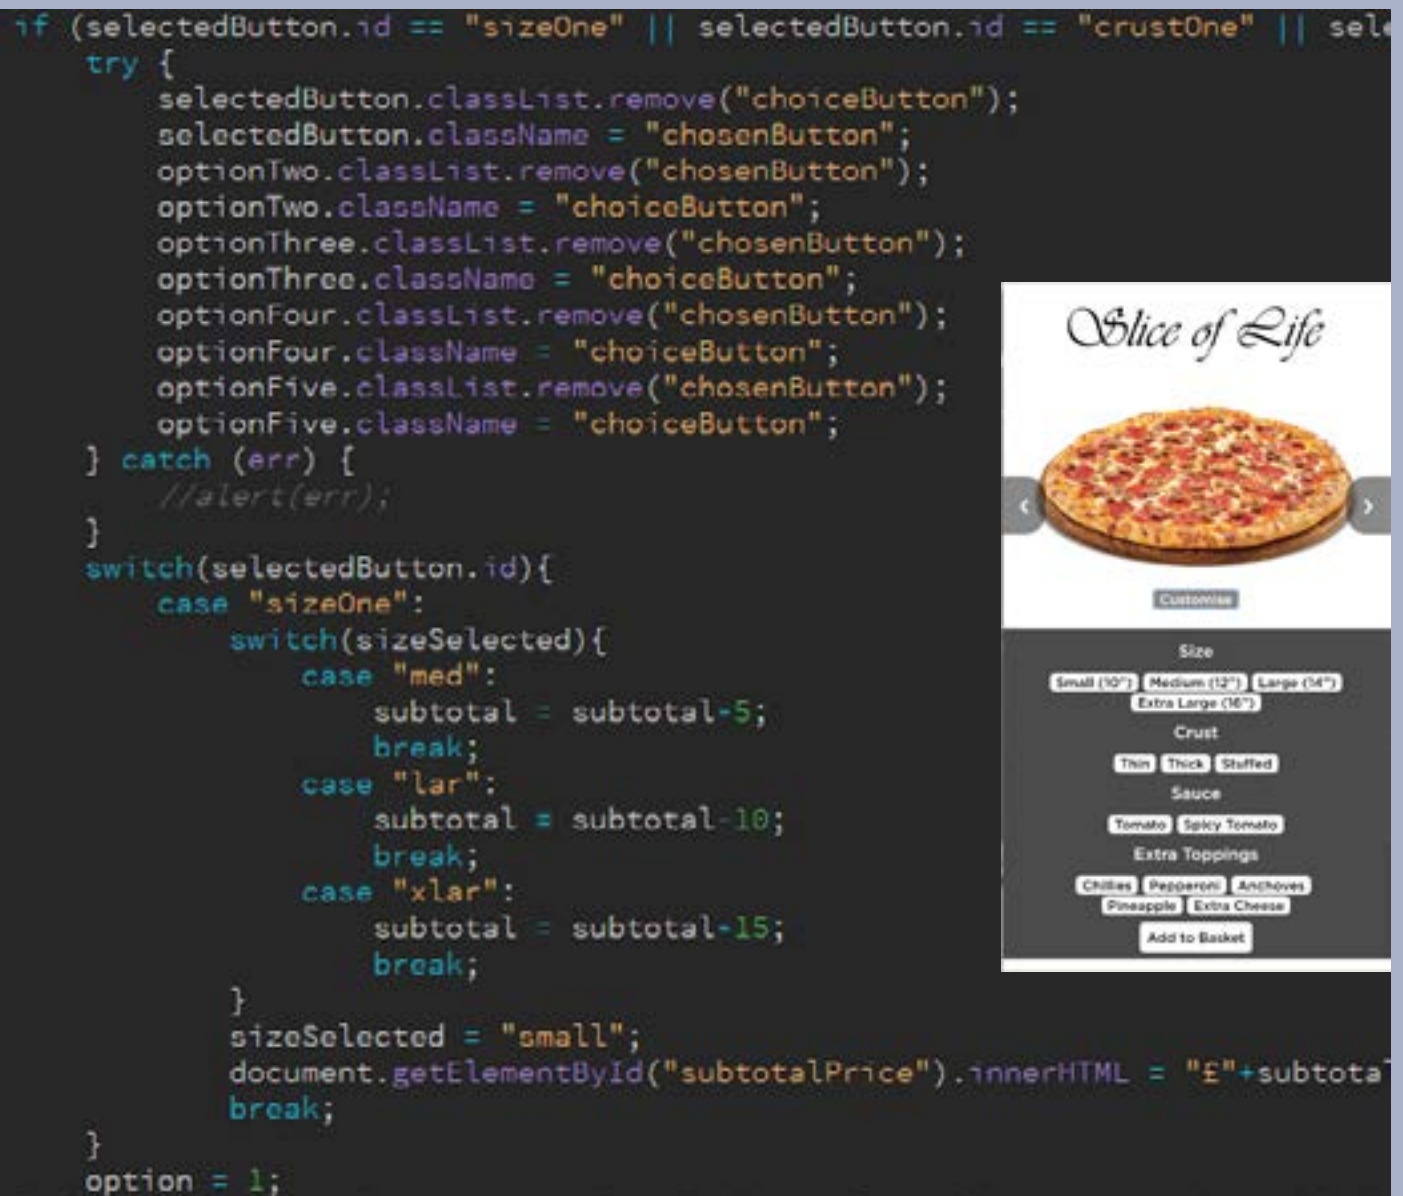 if (selectedButton.id == "sizeOne" || selectedButton.id == "crustOne" || sele
try {
selectedButton.classList.remove("choiceButton");
selectedButton.className = "chosenButton";
optionTwo.classList.remove("chosenButton");
optionTwo.className = "choiceButton";
optionThree.classList.remove("chosenButton");
optionThree.className = "choiceButton";
optionFour.classList.remove("chosenButton");
optionFour.className = "choiceButton";
optionFive.classList.remove("chosenButton");
optionFive.className = "choiceButton";
} catch (err) {
//alert(err);
}
switch(selectedButton.id){
case "sizeOne":
switch(sizeSelected){
case "med":
subtotal = subtotal-5;
break;
case "lar":
subtotal = subtotal-10;
break;
case "xlar":
subtotal = subtotal-15;
break;
}
sizeSelected = "small";
document.getElementById("subtotalPrice").innerHTML = "£"+subtotal
break;
}
option = 1;
Slice of Life
‹ ›
Customise
Size
Small (10") Medium (12") Large (14")
Extra Large (16")
Crust
Thin Thick Stuffed
Sauce
Tomato Spicy Tomato
Extra Toppings
Chillies Pepperoni Anchoves
Pineapple Extra Cheese
Add to Basket